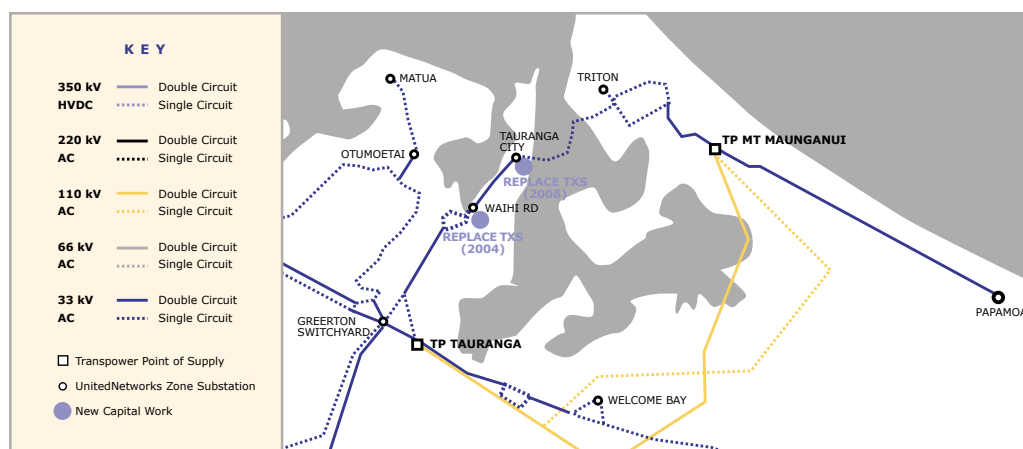 K E Y
350 kV Double Circuit
HVDC Single Circuit
220 kV Double Circuit
AC Single Circuit
110 kV Double Circuit
AC Single Circuit
66 kV Double Circuit
AC Single Circuit
33 kV Double Circuit
AC Single Circuit
Transpower Point of Supply
UnitedNetworks Zone Substation
New Capital Work
MATUA
TRITON
OTUMOETAI
TAURANGA
CITY
TP MT MAUNGANUI
REPLACE TXS
(2008)
WAIHI RD
REPLACE TXS
(2004)
GREERTON
SWITCHYARD
TP TAURANGA
PAPAMOA
WELCOME BAY